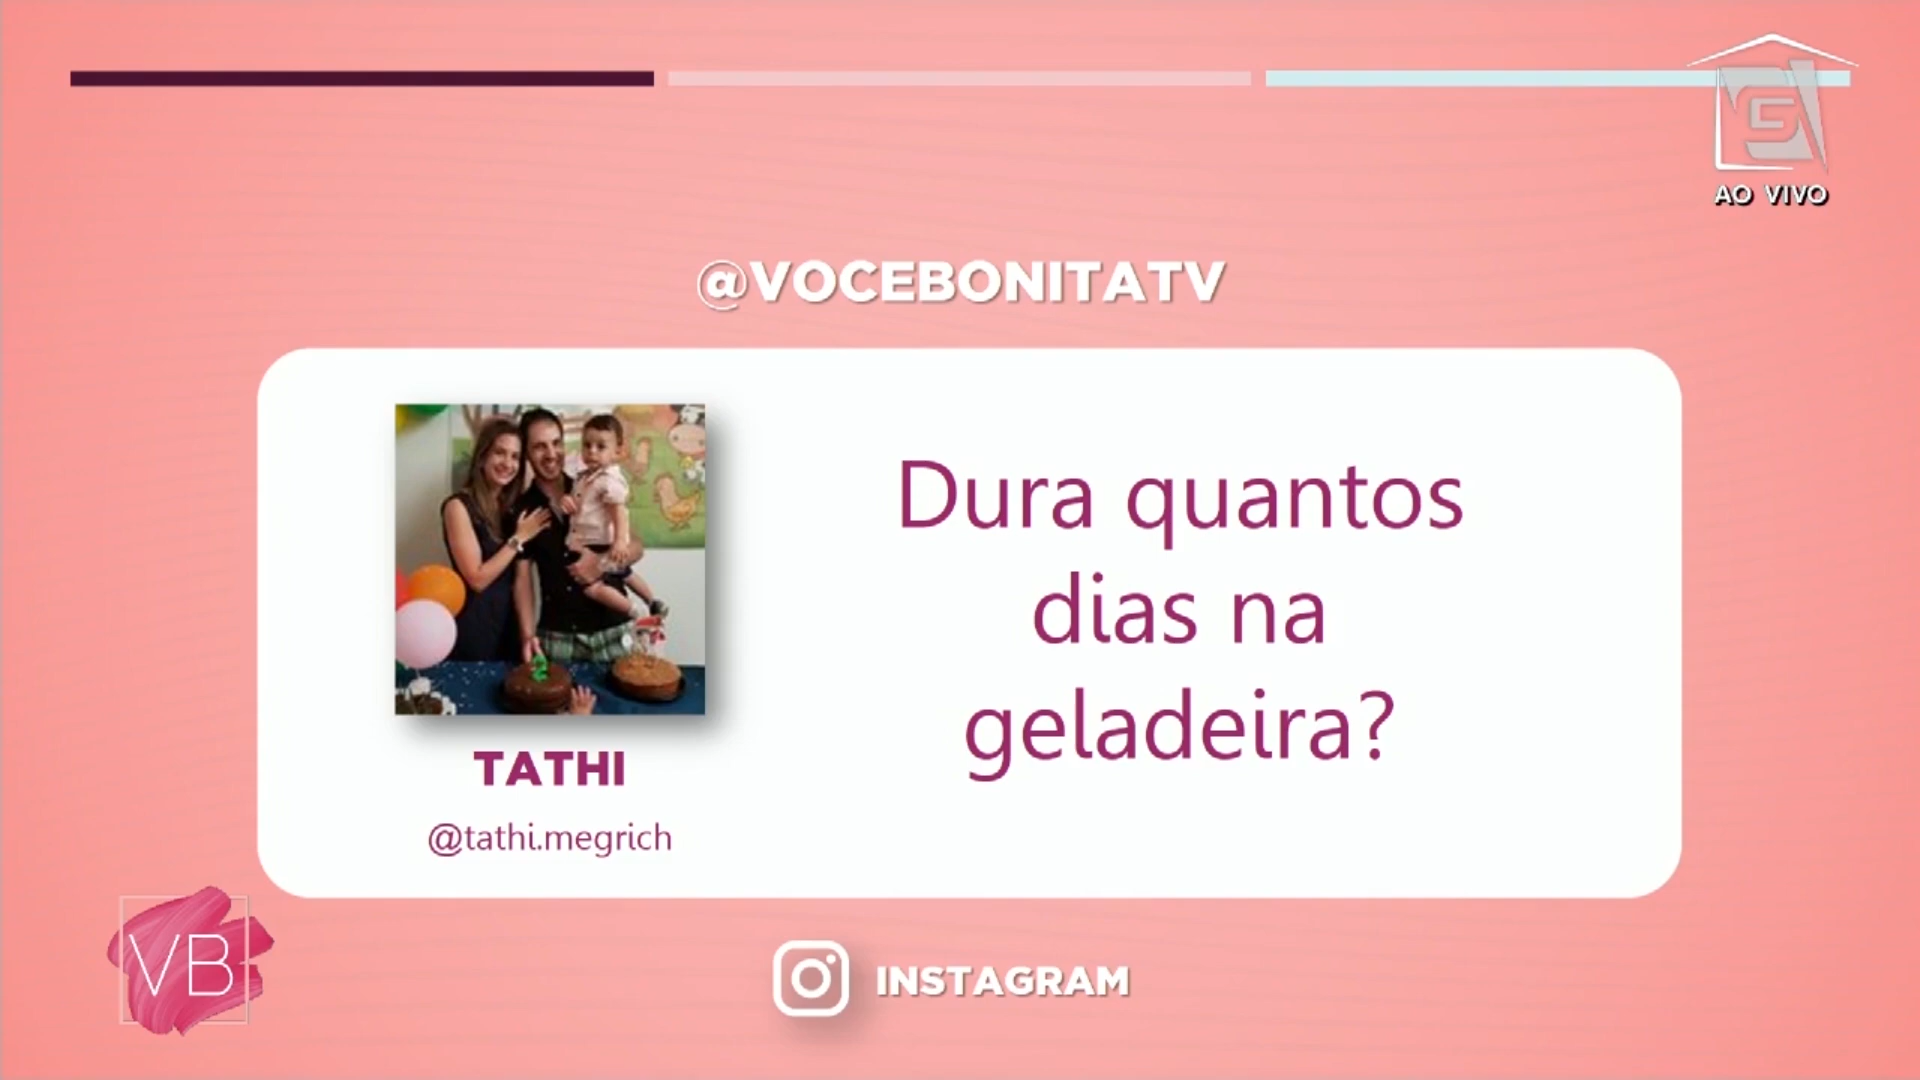 AO VIVO
@VOCEBONITATV
Dura quantos
dias na
geladeira?
TATHI
@tathi.megrich
VB
INSTAGRAM